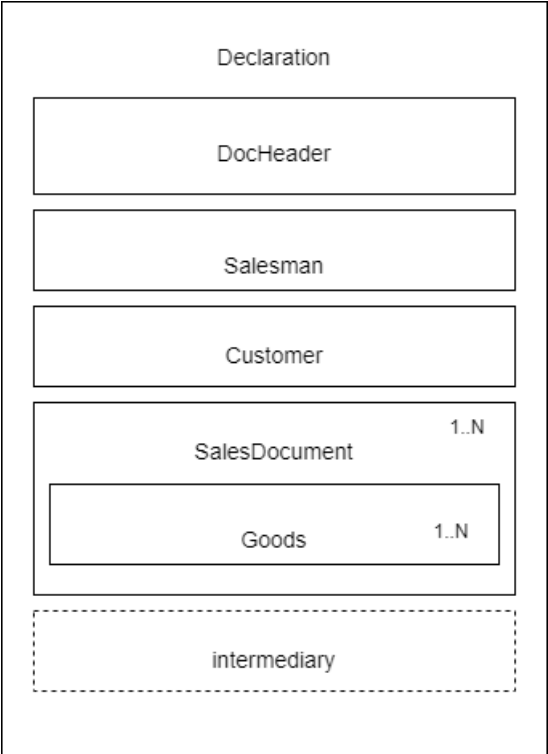 Declaration
DocHeader
Salesman
Customer
1..N
SalesDocument
1..N
Goods
intermediary